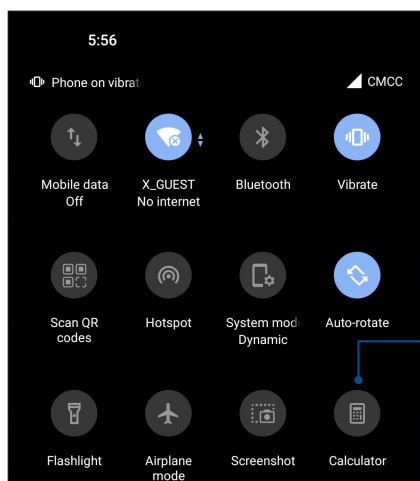 5:56
Phone on vibrat
CMCC
Mobile data
Off
X_GUEST
No internet
Bluetooth
Vibrate
Scan QR
codes
Hotspot
System mod
Dynamic
Auto-rotate
Flashlight
Airplane
mode
Screenshot
Calculator